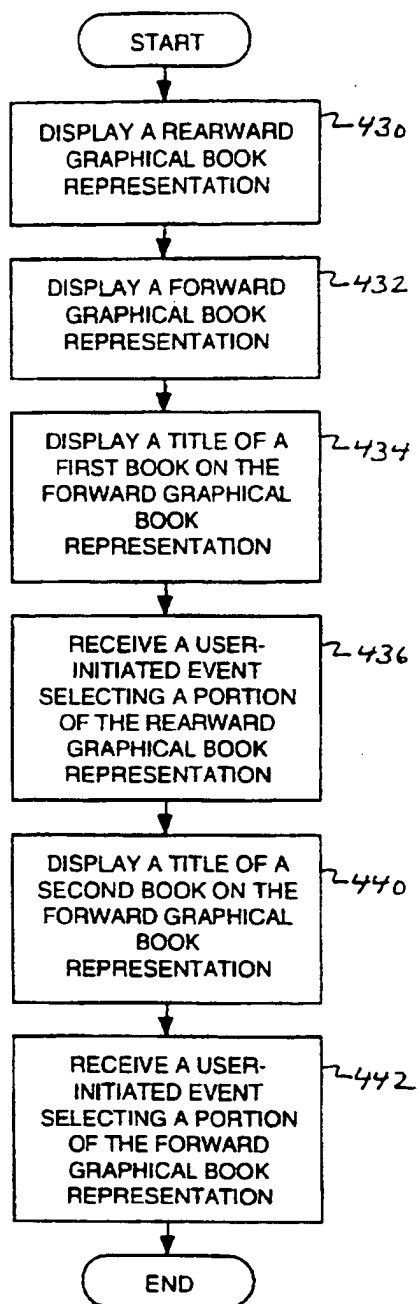 START
DISPLAY A REARWARD
GRAPHICAL BOOK
REPRESENTATION
430
DISPLAY A FORWARD
GRAPHICAL BOOK
REPRESENTATION
432
DISPLAY A TITLE OF A
FIRST BOOK ON THE
FORWARD GRAPHICAL
BOOK
REPRESENTATION
434
RECEIVE A USER-
INITIATED EVENT
SELECTING A PORTION
OF THE REARWARD
GRAPHICAL BOOK
REPRESENTATION
436
DISPLAY A TITLE OF A
SECOND BOOK ON THE
FORWARD GRAPHICAL
BOOK
REPRESENTATION
440
RECEIVE A USER-
INITIATED EVENT
SELECTING A PORTION
OF THE FORWARD
GRAPHICAL BOOK
REPRESENTATION
442
END